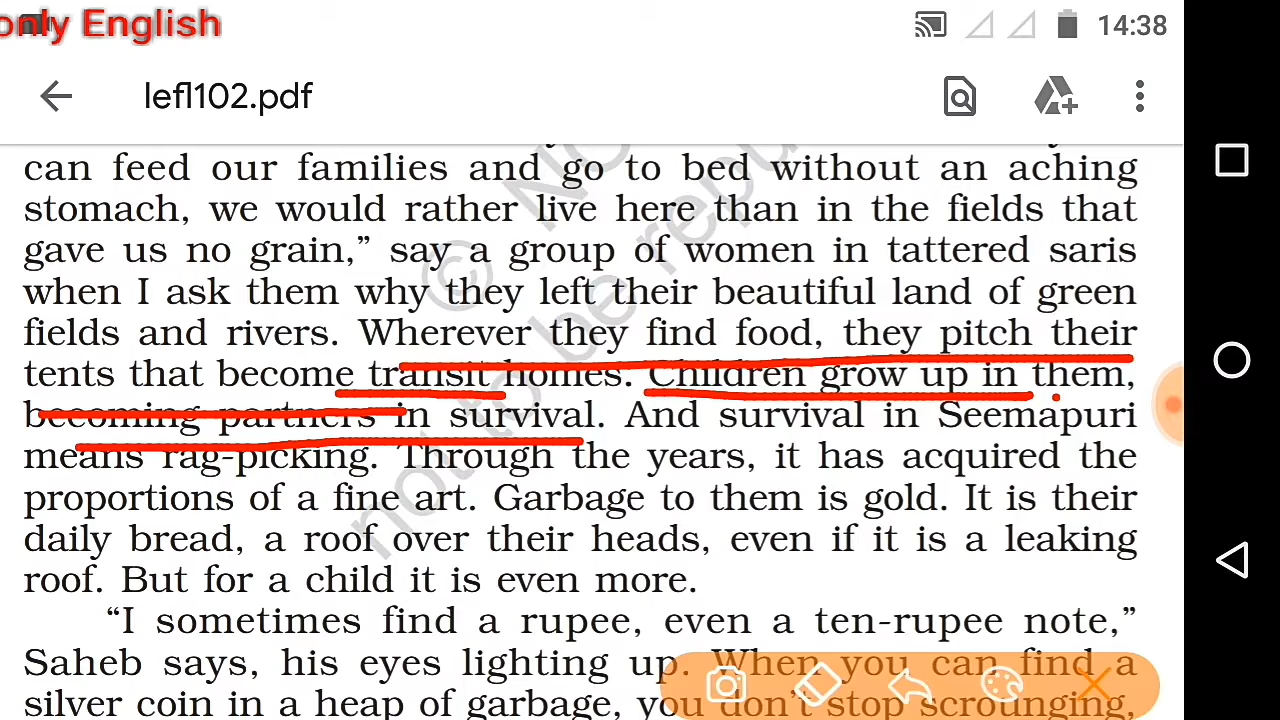 only English
14:38
lefl102.pdf
can feed our families and go to bed without an aching
stomach, we would rather live here than in the fields that
gave us no grain,” say a group of women in tattered saris
when I ask them why they left their beautiful land of green
fields and rivers. Wherever they find food, they pitch their
tents that become transit homes. Children grow up in them,
becoming partners in survival. And survival in Seemapuri
means rag-picking. Through the years, it has acquired the
proportions of a fine art. Garbage to them is gold. It is their
daily bread, a roof over their heads, even if it is a leaking
roof. But for a child it is even more.
“I sometimes find a rupee, even a ten-rupee note,”
Saheb says, his eyes lighting up. When you can find a
silver coin in a heap of garbage, you don’t stop scrounging,
© NC
not to be repu